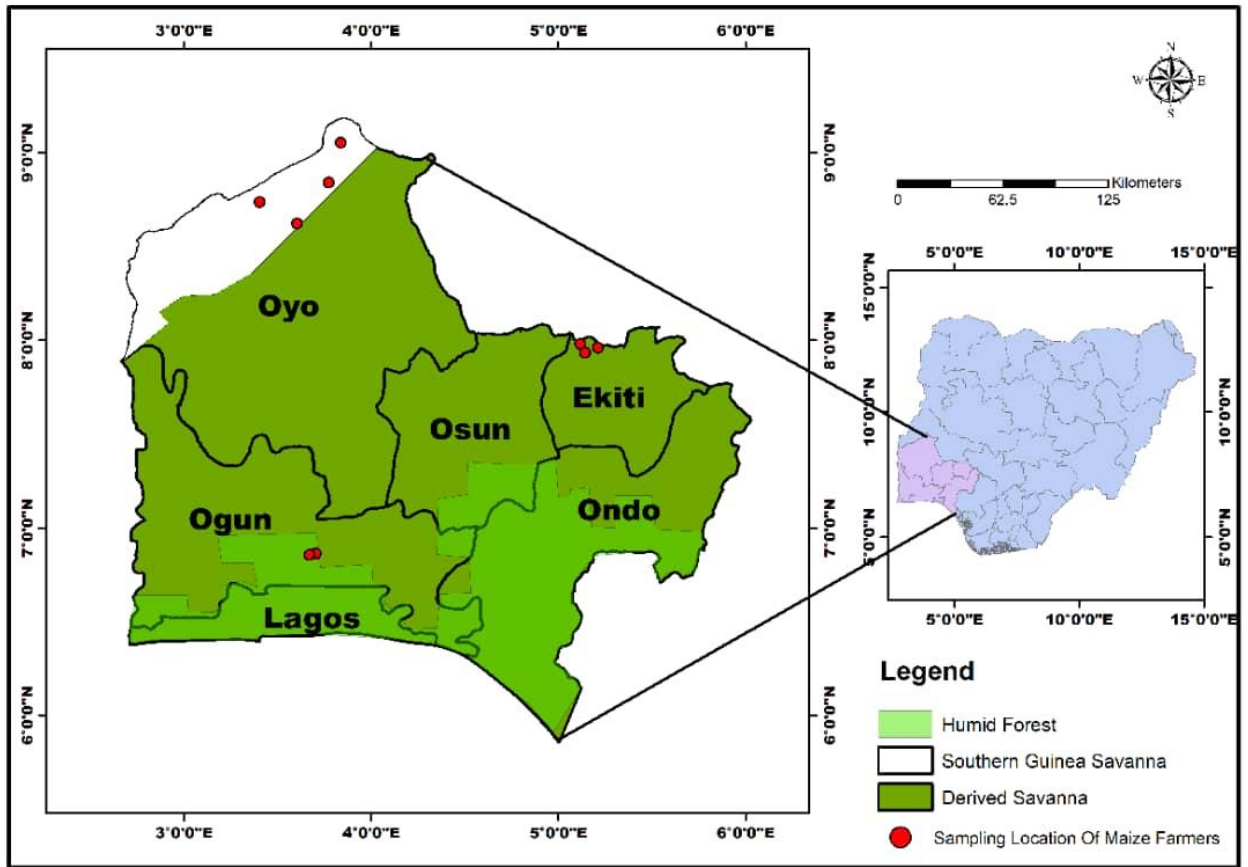 3°0'0"E 4°0'0"E 5°0'0"E 6°0'0"E
N
W E
S
9°0'0"N 9°0'0"N
Kilometers
0 62.5 125
5°0'0"E 10°0'0"E 15°0'0"E
15°0'0"N
Oyo
8°0'0"N 8°0'0"N
Ekiti
Osun
10°0'0"N 10°0'0"N
Ogun
Ondo
7°0'0"N 7°0'0"N
5°0'0"N 5°0'0"N
Lagos
5°0'0"E 10°0'0"E 15°0'0"E
Legend
6°0'0"N 6°0'0"N
Humid Forest
Southern Guinea Savanna
Derived Savanna
Sampling Location Of Maize Farmers
3°0'0"E 4°0'0"E 5°0'0"E 6°0'0"E